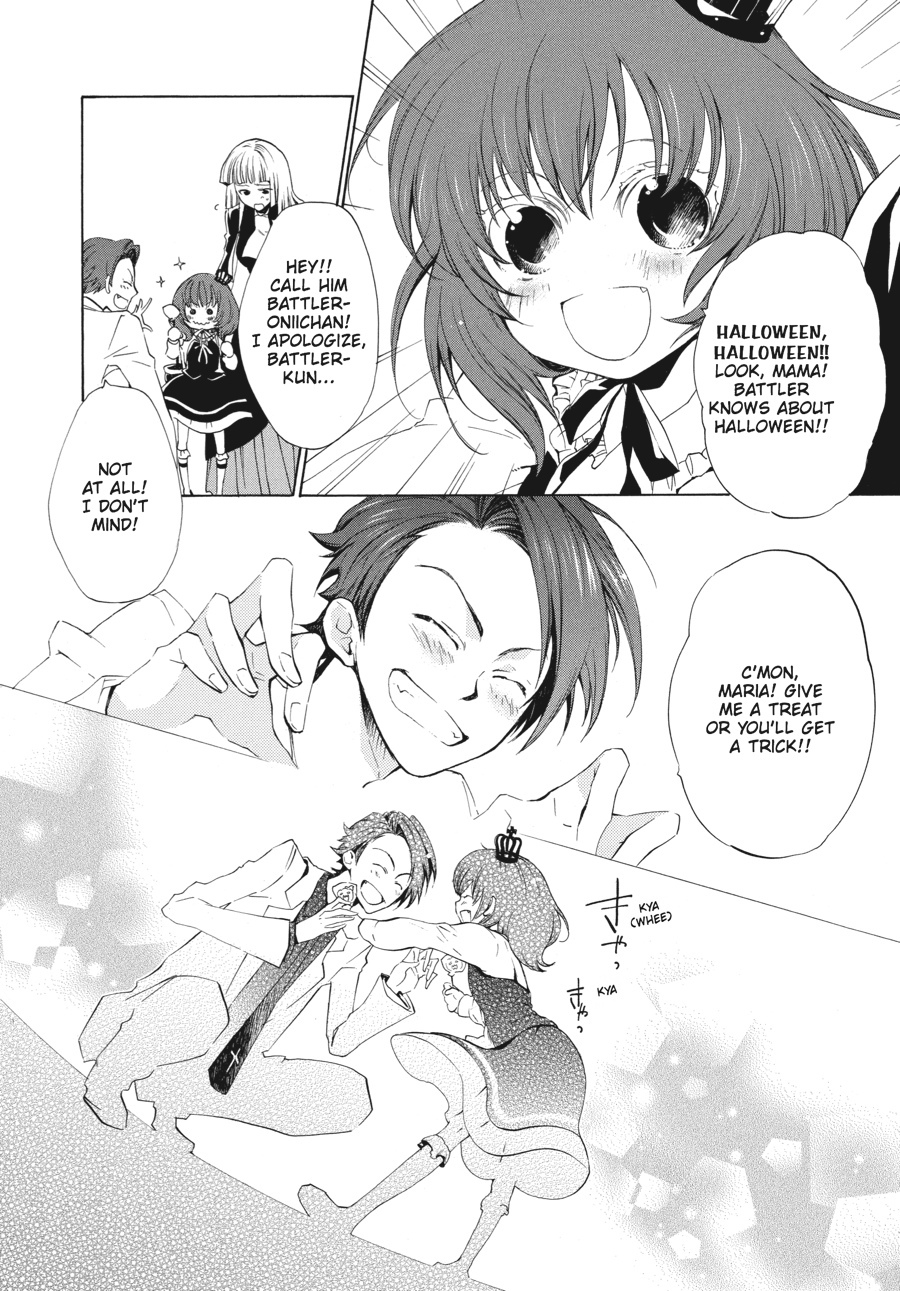 HALLOWEEN,
HALLOWEEN!!
LOOK, MAMA!
BATTLER
KNOWS ABOUT
HALLOWEEN!!
HEY!!
CALL HIM
BATTLER-
ONIICHAN!
I APOLOGIZE,
BATTLER-
KUN...
NOT
AT ALL!
I DON'T
MIND!
C'MON,
MARIA! GIVE
ME A TREAT
OR YOU'LL GET
A TRICK!!
きゃっ
KYA
(WHEE)
きゃっ
KYA